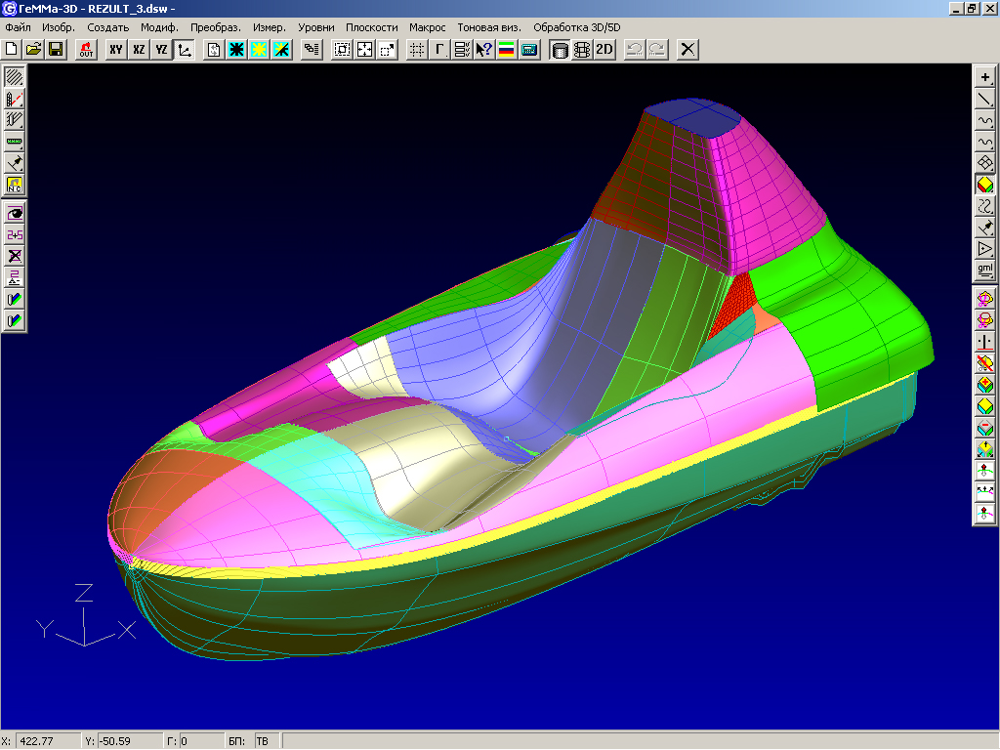 ГеММа-3D - REZULT_3.dsw -
Файл Изобр. Создать Модиф. Преобраз. Измер. Уровни Плоскости Макрос Тоновая виз. Обработка 3D/5D
OUT XY XZ YZ Г 2D
NC
2+5
gml
Z
Y X
X: 422.77 Y: -50.59 Г: 0 БП: ТВ